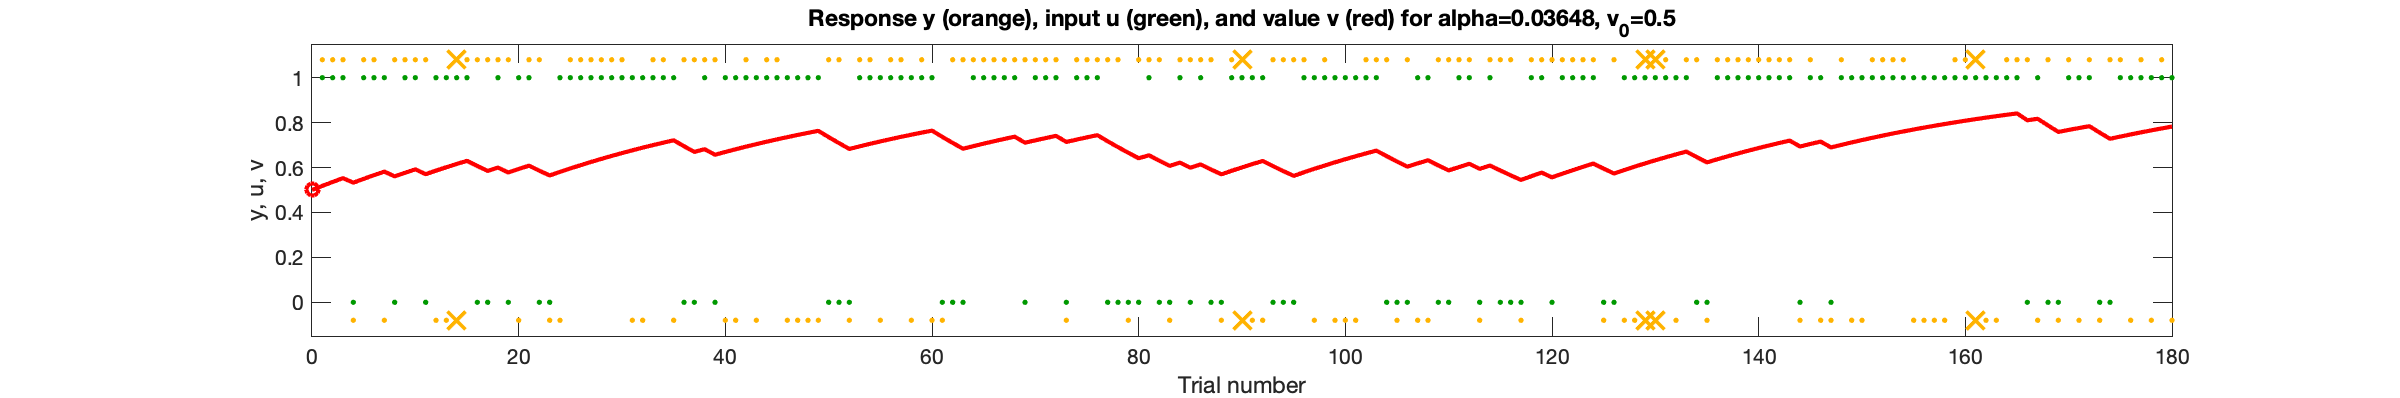 Response y (orange), input u (green), and value v (red) for alpha=0.03648, v_0=0.5
y, u, v
1
0.8
0.6
0.4
0.2
0
0 20 40 60 80 100 120 140 160 180
Trial number